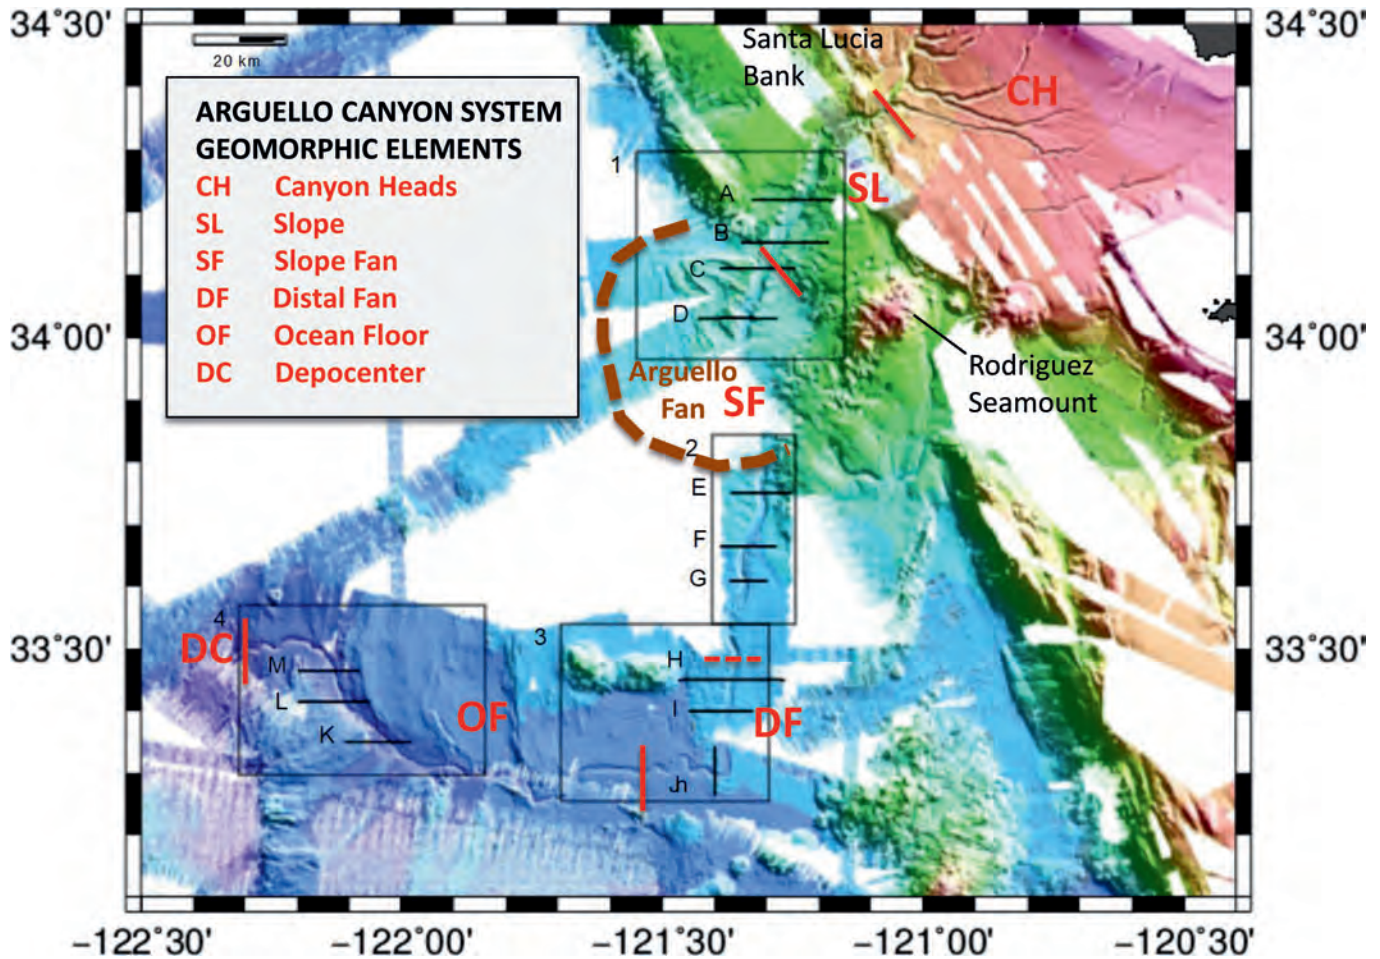 34°30'
34°30'
20 km
Santa Lucia
Bank
CH
ARGUELLO CANYON SYSTEM
GEOMORPHIC ELEMENTS
CH Canyon Heads
SL Slope
SF Slope Fan
DF Distal Fan
OF Ocean Floor
DC Depocenter
1
A
SL
B
C
D
34°00'
34°00'
Rodriguez
Seamount
Arguello
Fan
SF
2
E
F
G
33°30'
33°30'
4
DC
3
M
H
L
I
OF
DF
K
Jh
−122°30'
−122°00'
−121°30'
−121°00'
−120°30'